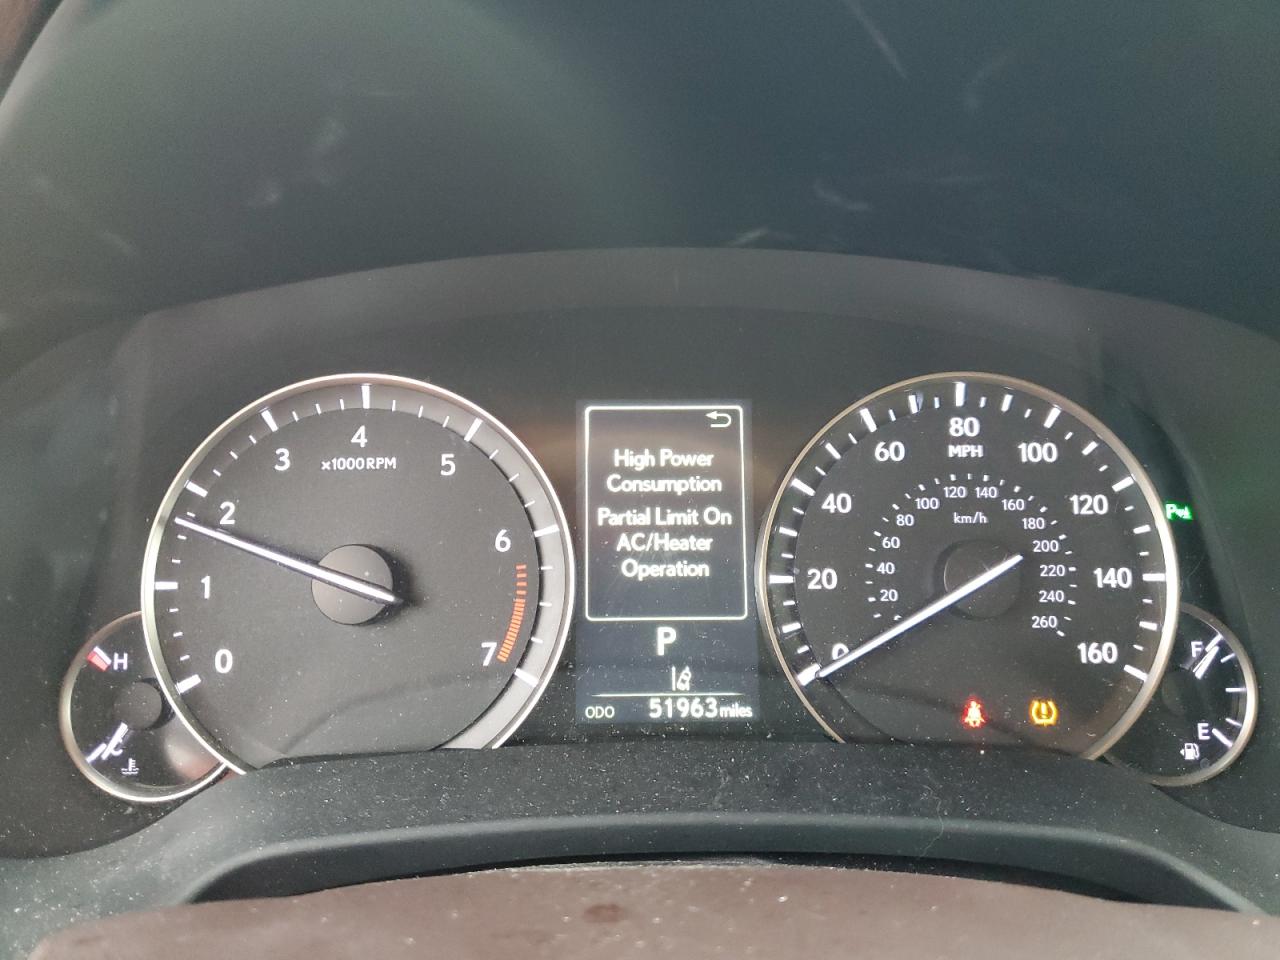 4
3
5
x1000RPM
2
6
1
0
7
H
C
High Power
Consumption
Partial Limit On
AC/Heater
Operation
P
ODO 51963 miles
80
60
MPH
100
40
120
20
140
0
160
120
140
100
160
80
km/h
180
60
200
40
220
20
240
260
P
F
E